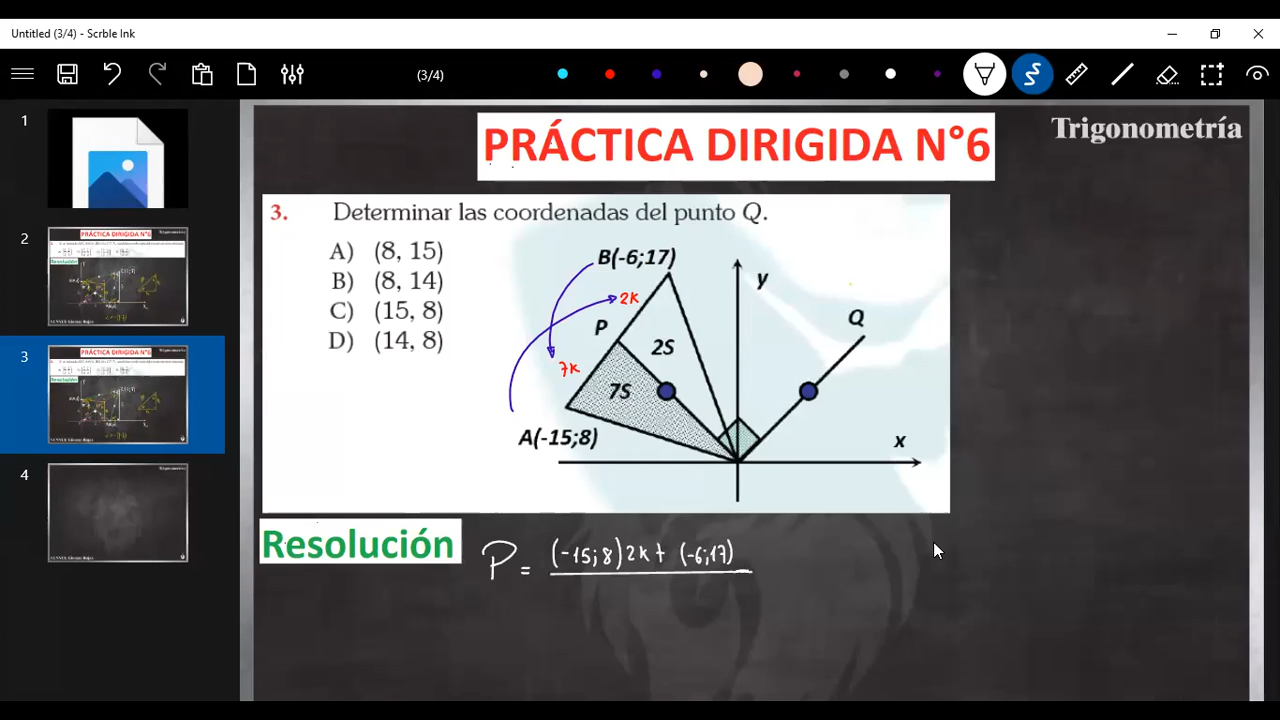 Untitled (3/4) - Scrble Ink
(3/4)
1
2
3
4
Trigonometría
PRÁCTICA DIRIGIDA N°6
3. Determinar las coordenadas del punto Q.
A) (8, 15)
B) (8, 14)
C) (15, 8)
D) (14, 8)
B(-6;17)
2k
y
P
Q
2S
7k
7S
A(-15;8)
x
Resolución
P = (-15;8)2k+ (-6;17)